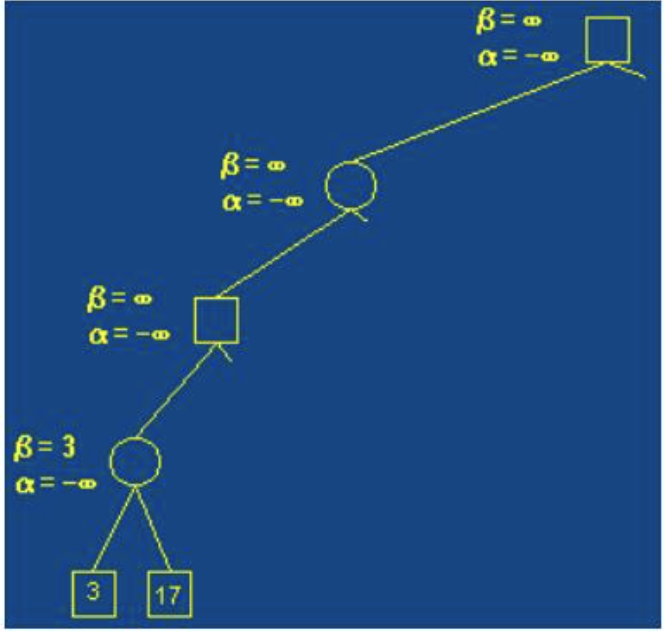 β = ∞
α = -∞
β = ∞
α = -∞
β = ∞
α = -∞
β = 3
α = -∞
3
17